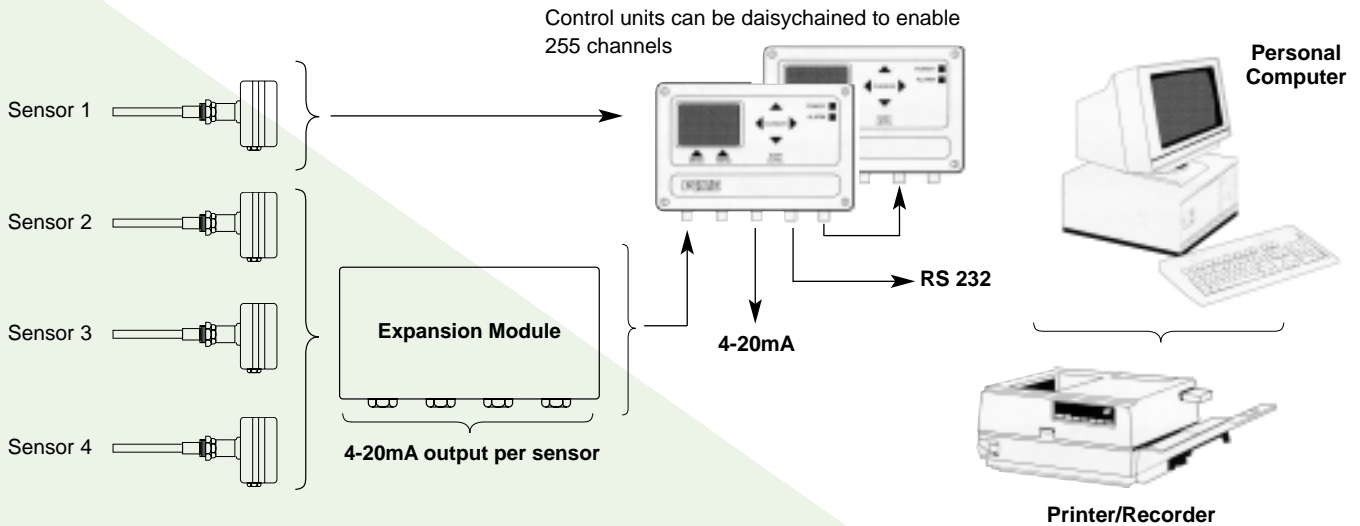 Control units can be daisychained to enable
255 channels
Personal
Computer
Sensor 1
Sensor 2
Sensor 3
Sensor 4
Expansion Module
4-20mA output per sensor
RS 232
4-20mA
Printer/Recorder